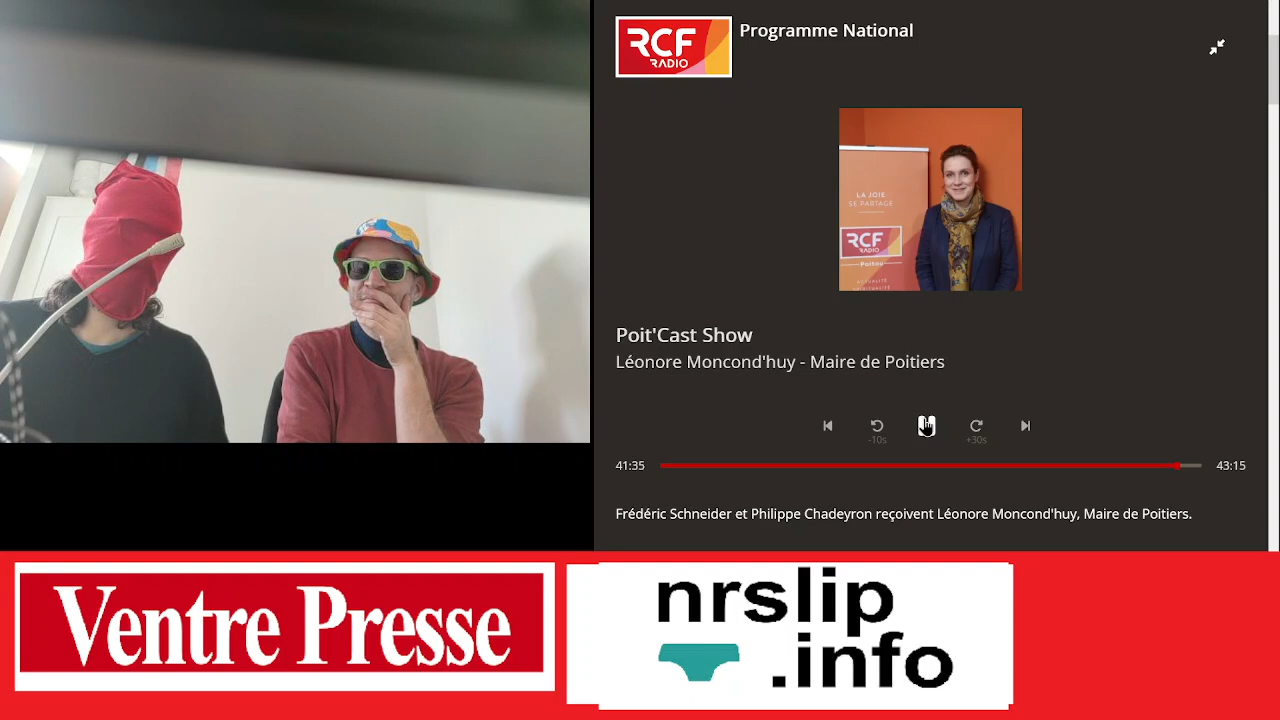 RCF
RADIO
Programme National
LA JOIE
SE PARTAGE
RCF
RADIO
Poitou
Poit'Cast Show
Léonore Moncond'huy - Maire de Poitiers
-10s
+30s
41:35
43:15
Frédéric Schneider et Philippe Chadeyron reçoivent Léonore Moncond'huy, Maire de Poitiers.
Ventre Presse
nrslip
.info